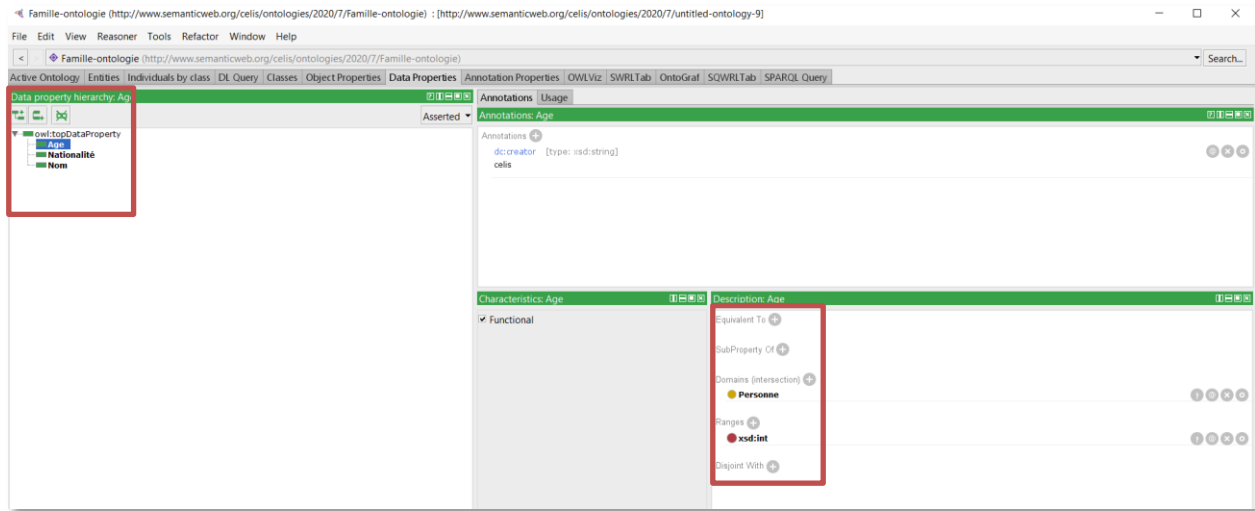 Famille-ontologie (http://www.semanticweb.org/celis/ontologies/2020/7/Famille-ontologie) : [http://www.semanticweb.org/celis/ontologies/2020/7/untitled-ontology-9]
File Edit View Reasoner Tools Refactor Window Help
< > Famille-ontologie (http://www.semanticweb.org/celis/ontologies/2020/7/Famille-ontologie) Search...
Active Ontology Entities Individuals by class DL Query Classes Object Properties Data Properties Annotation Properties OWLViz SWRLTab OntoGraf SQWRLTab SPARQL Query
Data property hierarchy: Age
Asserted
owl:topDataProperty
Age
Nationalité
Nom
Annotations Usage
Annotations: Age
Annotations
dc:creator [type: xsd:string]
celis
Characteristics: Age
Functional
Description: Age
Equivalent To
SubProperty Of
Domains (intersection)
Personne
Ranges
xsd:int
Disjoint With